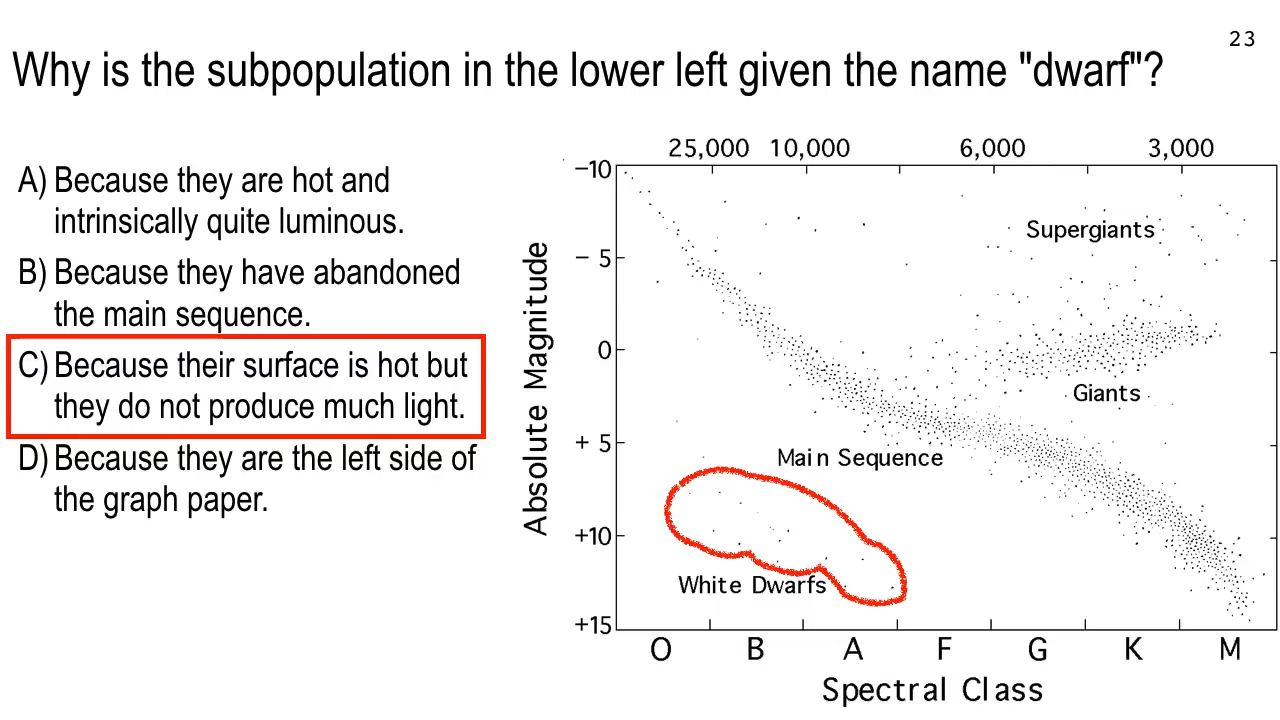 23
Why is the subpopulation in the lower left given the name "dwarf"?
A) Because they are hot and
intrinsically quite luminous.
B) Because they have abandoned
the main sequence.
C) Because their surface is hot but
they do not produce much light.
D) Because they are the left side of
the graph paper.
25,000 10,000 6,000 3,000
−10
− 5
0
+ 5
+10
+15
Absolute Magnitude
Supergiants
Giants
Main Sequence
White Dwarfs
O B A F G K M
Spectral Class